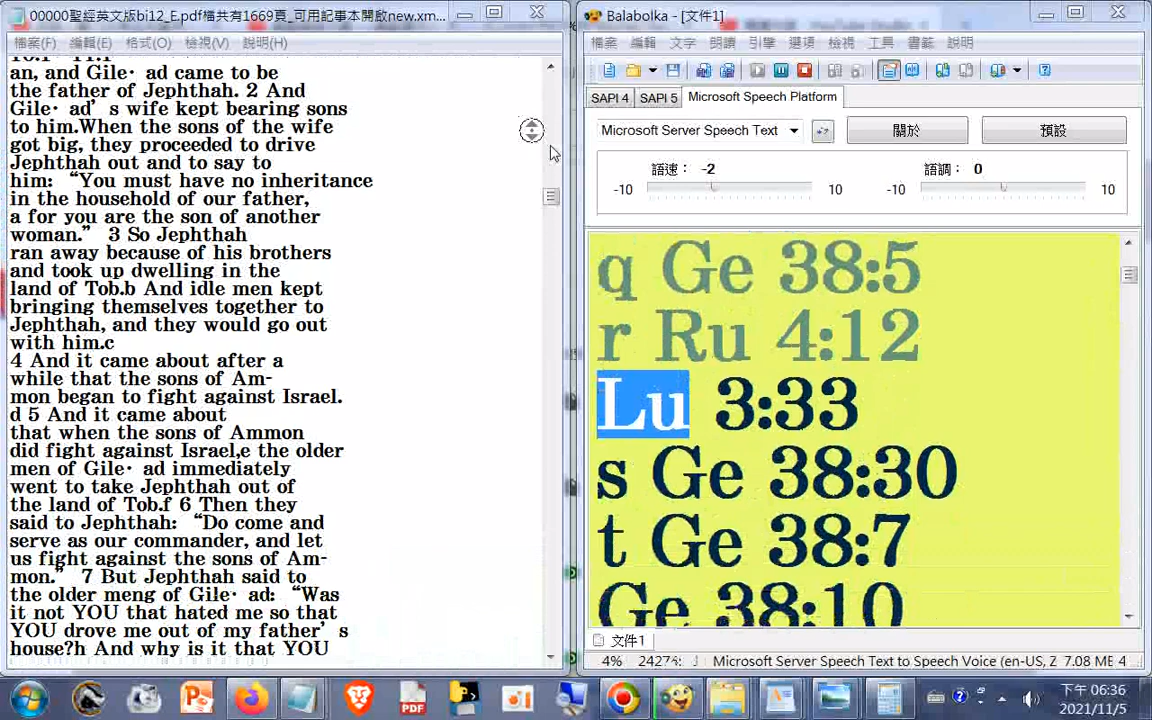 00000聖經英文版bi12_E.pdf檔共有1669頁_可用記事本開啟new.xm...
檔案(F) 編輯(E) 格式(O) 檢視(V) 說明(H)
an, and Gile· ad came to be
the father of Jephthah. 2 And
Gile· ad’ s wife kept bearing sons
to him.When the sons of the wife
got big, they proceeded to drive
Jephthah out and to say to
him: “You must have no inheritance
in the household of our father,
a for you are the son of another
woman.” 3 So Jephthah
ran away because of his brothers
and took up dwelling in the
land of Tob.b And idle men kept
bringing themselves together to
Jephthah, and they would go out
with him.c
4 And it came about after a
while that the sons of Am-
mon began to fight against Israel.
d 5 And it came about
that when the sons of Ammon
did fight against Israel,e the older
men of Gile· ad immediately
went to take Jephthah out of
the land of Tob.f 6 Then they
said to Jephthah: “Do come and
serve as our commander, and let
us fight against the sons of Am-
mon.” 7 But Jephthah said to
the older meng of Gile· ad: “Was
it not YOU that hated me so that
YOU drove me out of my father’ s
house?h And why is it that YOU
Balabolka - [文件1]
檔案 編輯 文字 朗讀 引擎 選項 檢視 工具 書籤 說明
SAPI 4 SAPI 5 Microsoft Speech Platform
Microsoft Server Speech Text 關於 預設
語速: -2 語調: 0
-10 10 -10 10
q Ge 38:5
r Ru 4:12
Lu 3:33
s Ge 38:30
t Ge 38:7
Ge 38:10
文件1
4% Microsoft Server Speech Text to Speech Voice (en-US, Z 7.08 MB 4
PDF
下午 06:36
2021/11/5